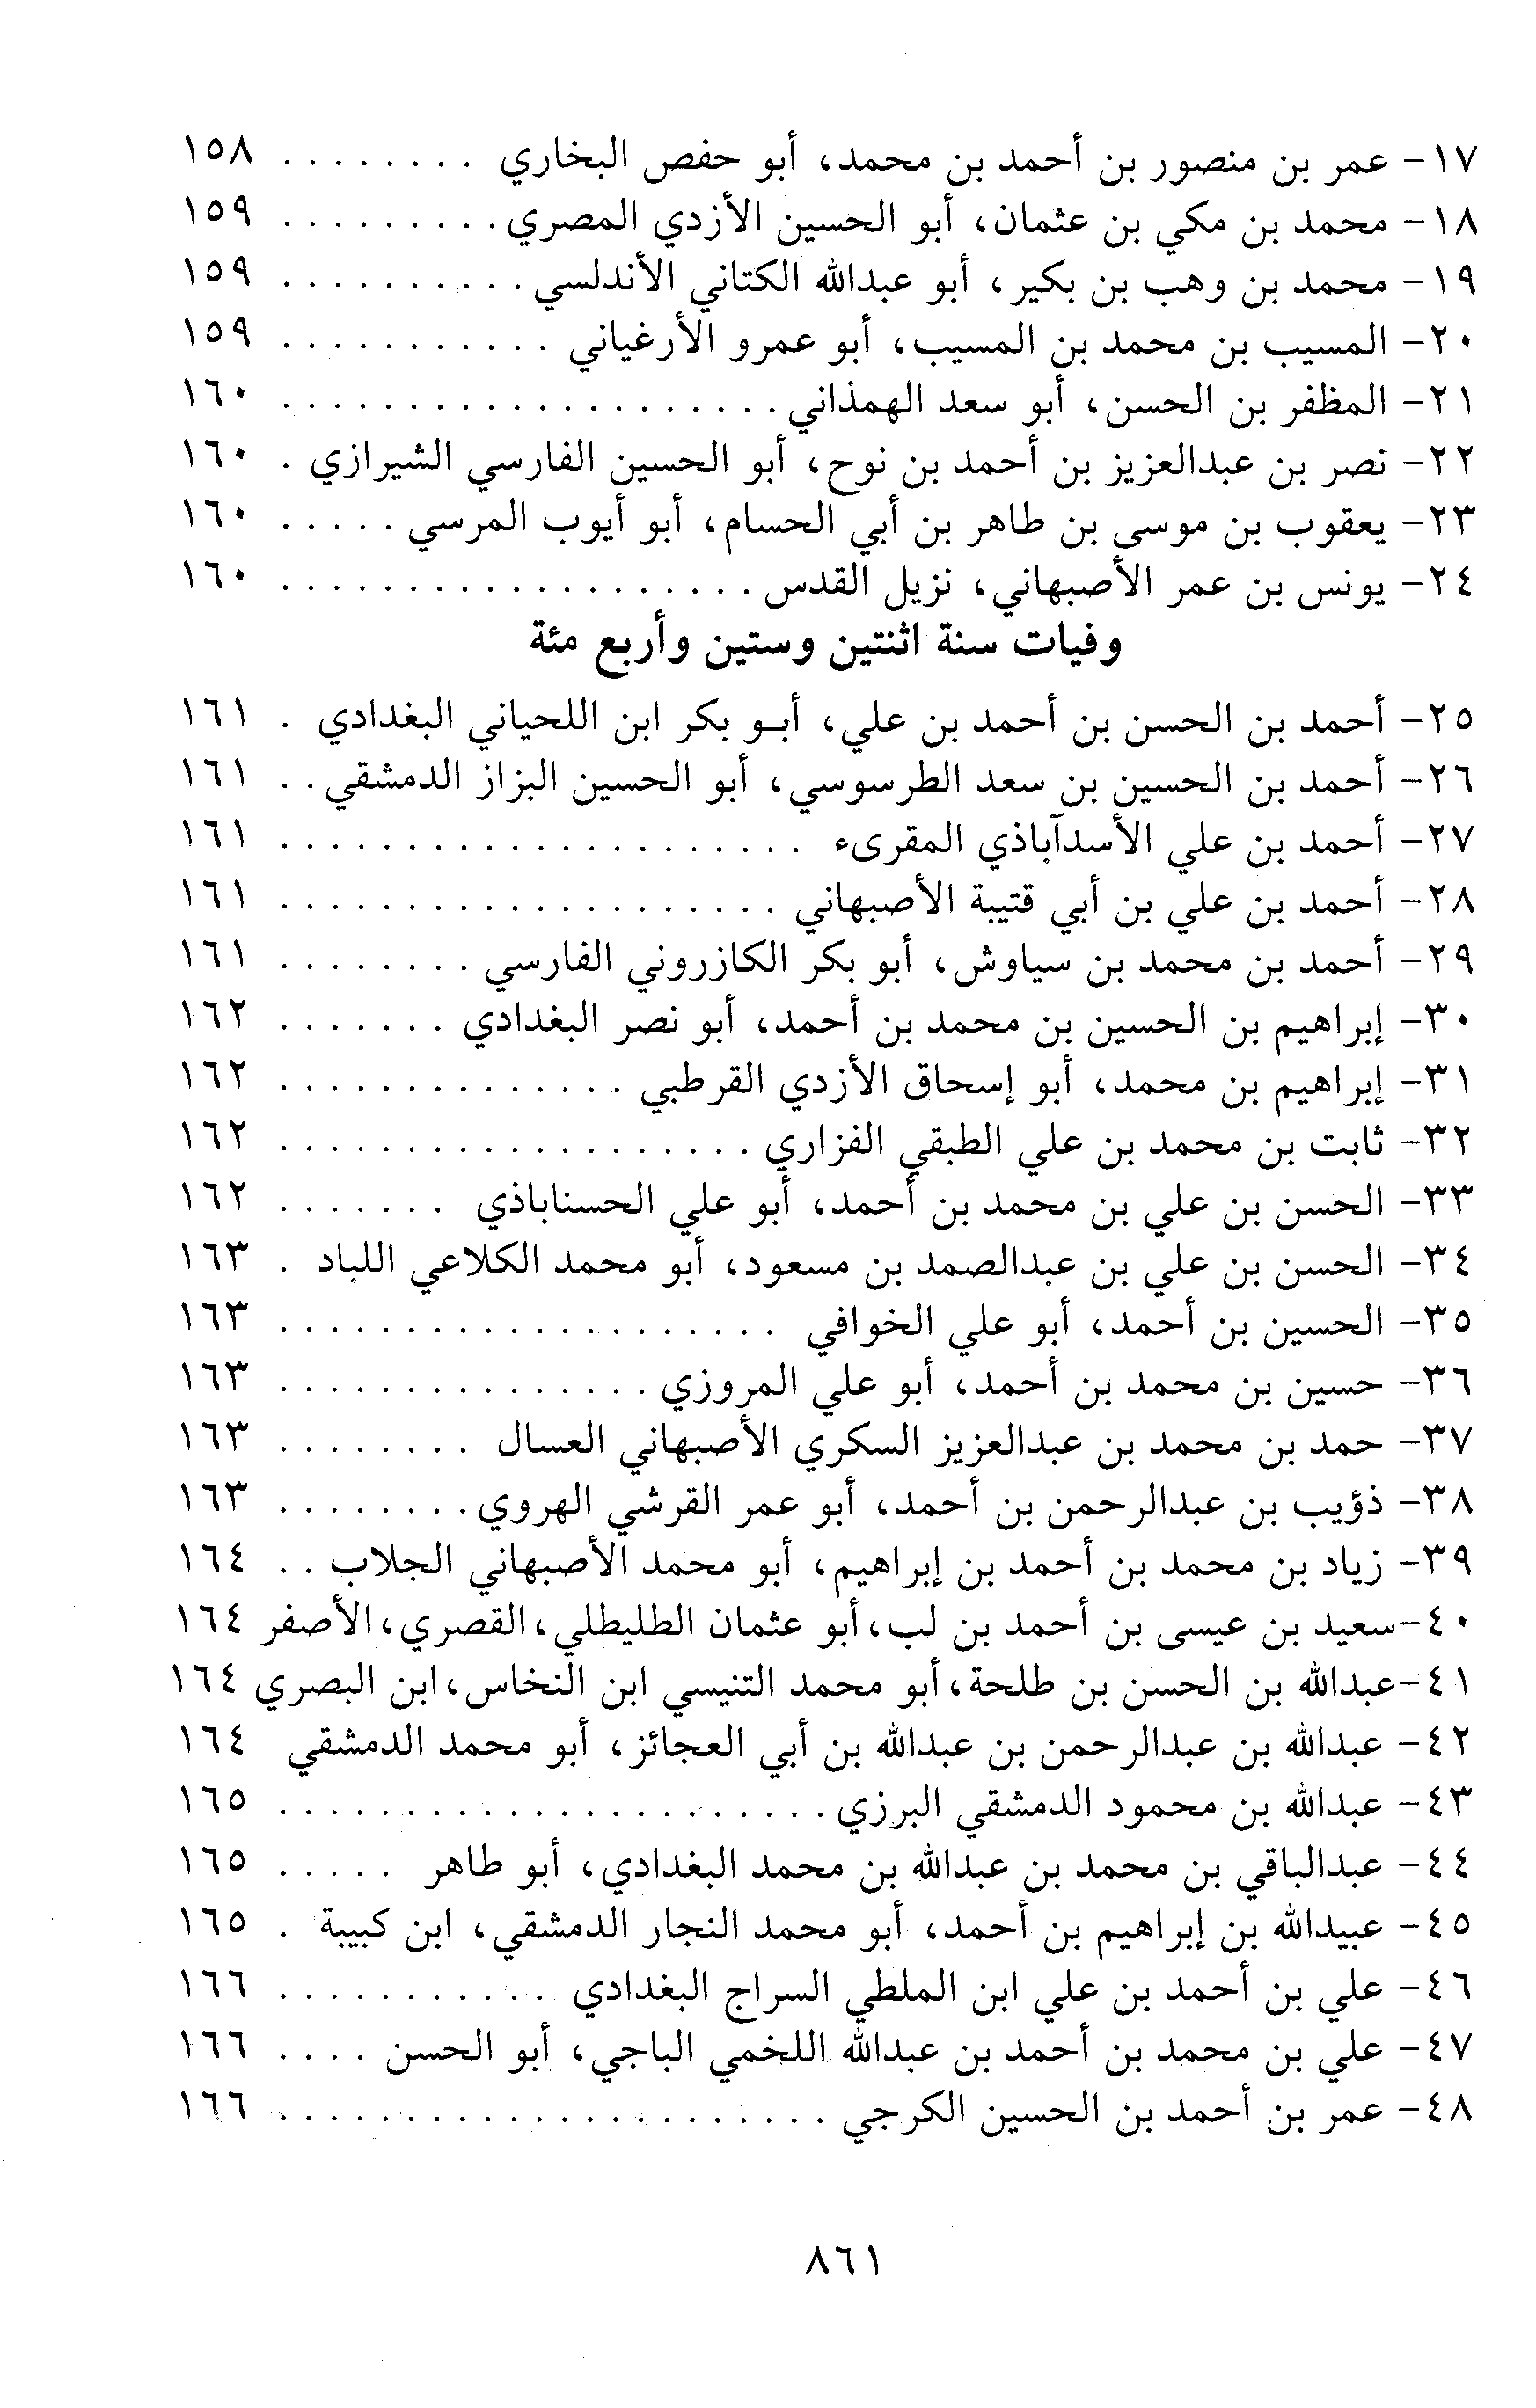 ١٧- عمر بن منصور بن أحمد بن محمد، أبو حفص البخاري . . . . . . . . ١٥٨
١٨- محمد بن مكي بن عثمان، أبو الحسين الأزدي المصري . . . . . . . . . ١٥٩
١٩- محمد بن وهب بن بكير، أبو عبدالله الكتاني الأندلسي . . . . . . . . . . ١٥٩
٢٠- المسيب بن محمد بن المسيب، أبو عمرو الأرغياني . . . . . . . . . . . ١٥٩
٢١- المظفر بن الحسن، أبو سعد الهمذاني . . . . . . . . . . . . . . . . . . . . ١٦٠
٢٢- نصر بن عبدالعزيز بن أحمد بن نوح، أبو الحسين الفارسي الشيرازي . ١٦٠
٢٣- يعقوب بن موسى بن طاهر بن أبي الحسام، أبو أيوب المرسي . . . . . ١٦٠
٢٤- يونس بن عمر الأصبهاني، نزيل القدس . . . . . . . . . . . . . . . . . . . ١٦٠
وفيات سنة اثنتين وستين وأربع مئة
٢٥- أحمد بن الحسن بن أحمد بن علي، أبو بكر ابن اللحياني البغدادي . ١٦١
٢٦- أحمد بن الحسين بن سعد الطرسوسي، أبو الحسين البزاز الدمشقي . . ١٦١
٢٧- أحمد بن علي الأسدآباذي المقرىء . . . . . . . . . . . . . . . . . . . . . ١٦١
٢٨- أحمد بن علي بن أبي قتيبة الأصبهاني . . . . . . . . . . . . . . . . . . . . ١٦١
٢٩- أحمد بن محمد بن سياوش، أبو بكر الكازروني الفارسي . . . . . . . . ١٦١
٣٠- إبراهيم بن الحسين بن محمد بن أحمد، أبو نصر البغدادي . . . . . . . ١٦٢
٣١- إبراهيم بن محمد، أبو إسحاق الأزدي القرطبي . . . . . . . . . . . . . . ١٦٢
٣٢- ثابت بن محمد بن علي الطبقي الفزاري . . . . . . . . . . . . . . . . . . . ١٦٢
٣٣- الحسن بن علي بن محمد بن أحمد، أبو علي الحسناباذي . . . . . . . ١٦٢
٣٤- الحسن بن علي بن عبدالصمد بن مسعود، أبو محمد الكلاعي اللباد . ١٦٣
٣٥- الحسين بن أحمد، أبو علي الخوافي . . . . . . . . . . . . . . . . . . . . ١٦٣
٣٦- حسين بن محمد بن أحمد، أبو علي المروزي . . . . . . . . . . . . . . . ١٦٣
٣٧- حمد بن محمد بن عبدالعزيز السكري الأصبهاني العسال . . . . . . . . ١٦٣
٣٨- ذؤيب بن عبدالرحمن بن أحمد، أبو عمر القرشي الهروي . . . . . . . . ١٦٣
٣٩- زياد بن محمد بن أحمد بن إبراهيم، أبو محمد الأصبهاني الجلاب . . ١٦٤
٤٠-سعيد بن عيسى بن أحمد بن لب،أبو عثمان الطليطلي،القصري،الأصفر ١٦٤
٤١-عبدالله بن الحسن بن طلحة،أبو محمد التنيسي ابن النخاس،ابن البصري ١٦٤
٤٢- عبدالله بن عبدالرحمن بن عبدالله بن أبي العجائز، أبو محمد الدمشقي ١٦٤
٤٣- عبدالله بن محمود الدمشقي البرزي . . . . . . . . . . . . . . . . . . . . . . ١٦٥
٤٤- عبدالباقي بن محمد بن عبدالله بن محمد البغدادي، أبو طاهر . . . . . ١٦٥
٤٥- عبيدالله بن إبراهيم بن أحمد، أبو محمد النجار الدمشقي، ابن كبيبة . ١٦٥
٤٦- علي بن أحمد بن علي ابن الملطي السراج البغدادي . . . . . . . . . . . ١٦٦
٤٧- علي بن محمد بن أحمد بن عبدالله اللخمي الباجي، أبو الحسن . . . . ١٦٦
٤٨- عمر بن أحمد بن الحسين الكرجي . . . . . . . . . . . . . . . . . . . . . . ١٦٦
٨٦١